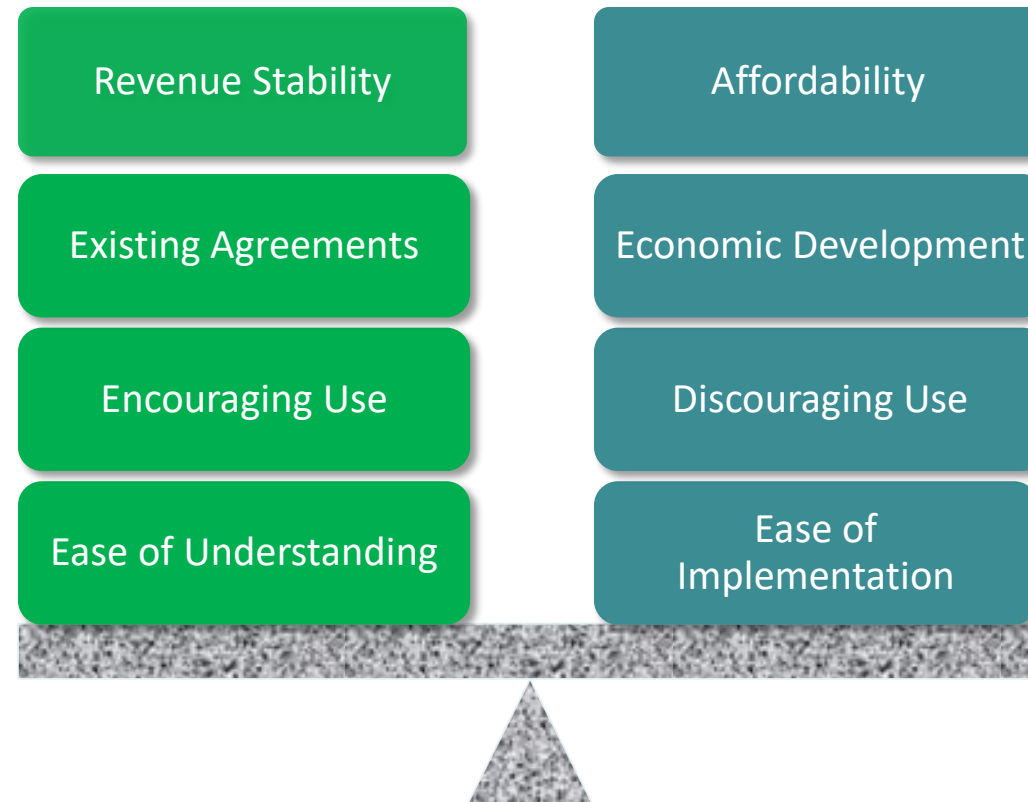 Revenue Stability
Affordability
Existing Agreements
Economic Development
Encouraging Use
Discouraging Use
Ease of Understanding
Ease of
Implementation